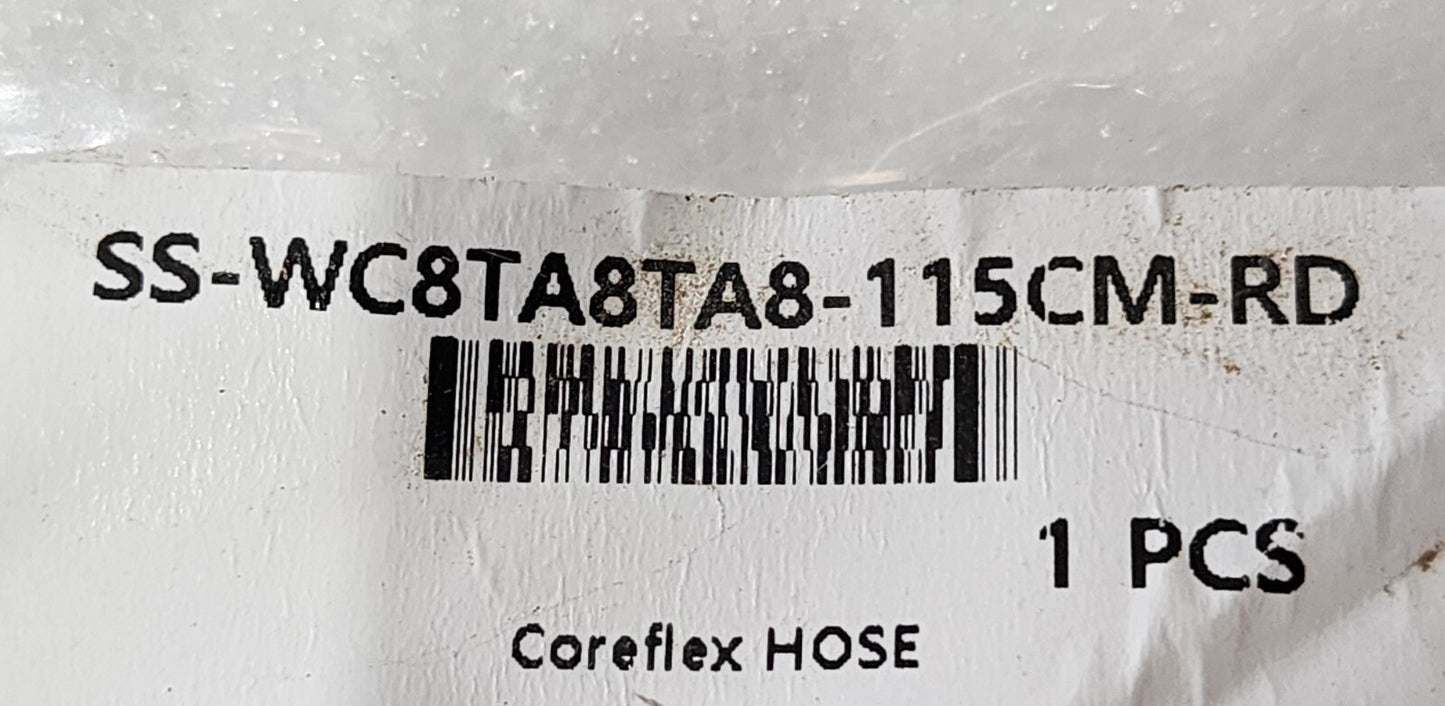 SS-WC8TA8TA8-115CM-RD
1 PCS
Coreflex HOSE